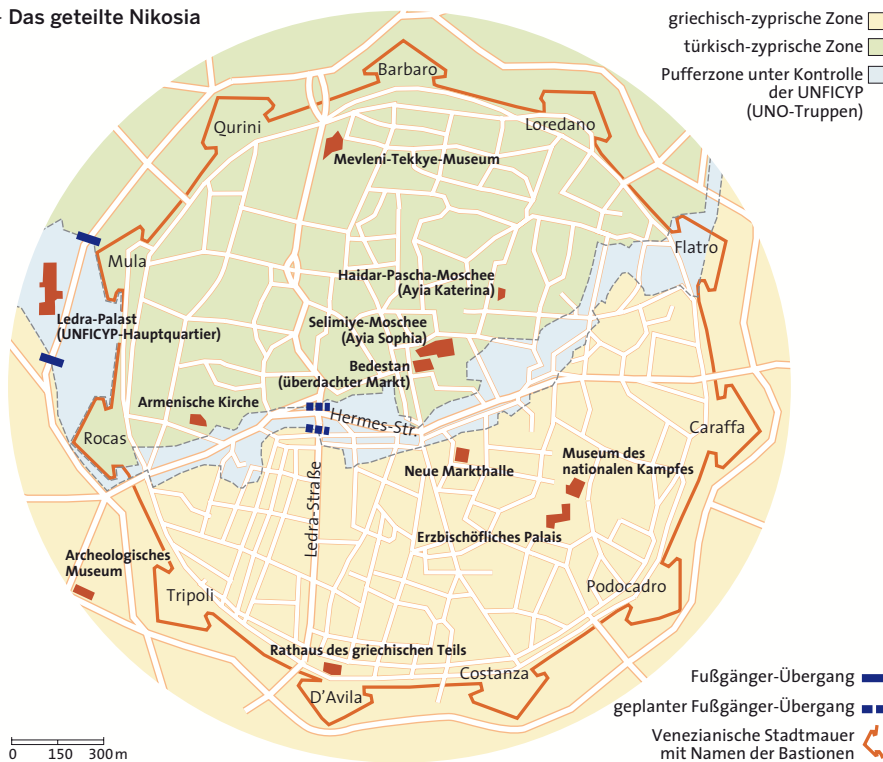 Das geteilte Nikosia
griechisch-zyprische Zone
türkisch-zyprische Zone
Pufferzone unter Kontrolle
der UNFICYP
(UNO-Truppen)
Barbaro
Qurini
Loredano
Mevleni-Tekkye-Museum
Flatro
Mula
Haidar-Pascha-Moschee
(Ayia Katerina)
Ledra-Palast
(UNFICYP-Hauptquartier)
Selimiye-Moschee
(Ayia Sophia)
Bedestan
(überdachter Markt)
Armenische Kirche
Hermes-Str.
Rocas
Caraffa
Neue Markthalle
Museum des
nationalen Kampfes
Ledra-Straße
Erzbischöfliches Palais
Archeologisches
Museum
Tripoli
Podocadro
Rathaus des griechischen Teils
Costanza
D'Avila
Fußgänger-Übergang
geplanter Fußgänger-Übergang
Venezianische Stadtmauer
mit Namen der Bastionen
0 150 300 m